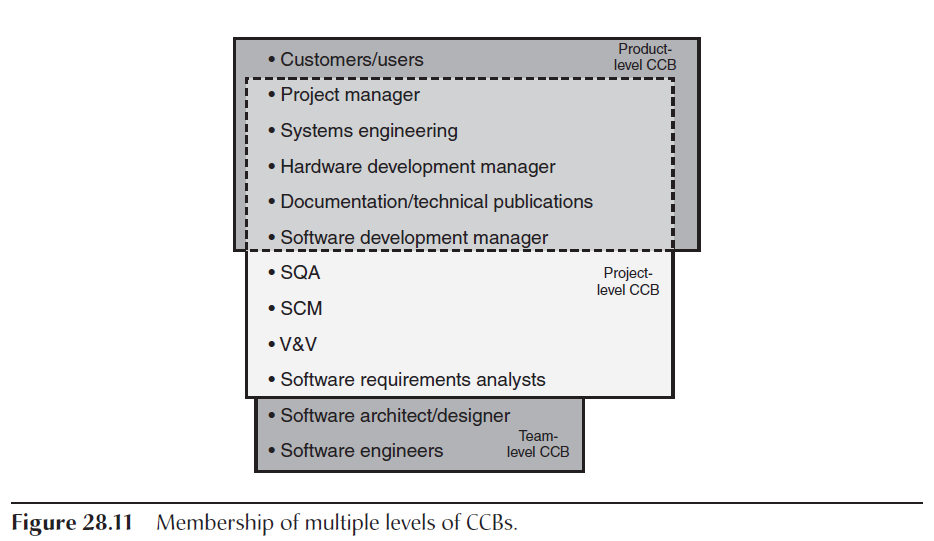 • Customers/users
Product-
level CCB
• Project manager
• Systems engineering
• Hardware development manager
• Documentation/technical publications
• Software development manager
• SQA
Project-
level CCB
• SCM
• V&V
• Software requirements analysts
• Software architect/designer
Team-
level CCB
• Software engineers
Figure 28.11 Membership of multiple levels of CCBs.